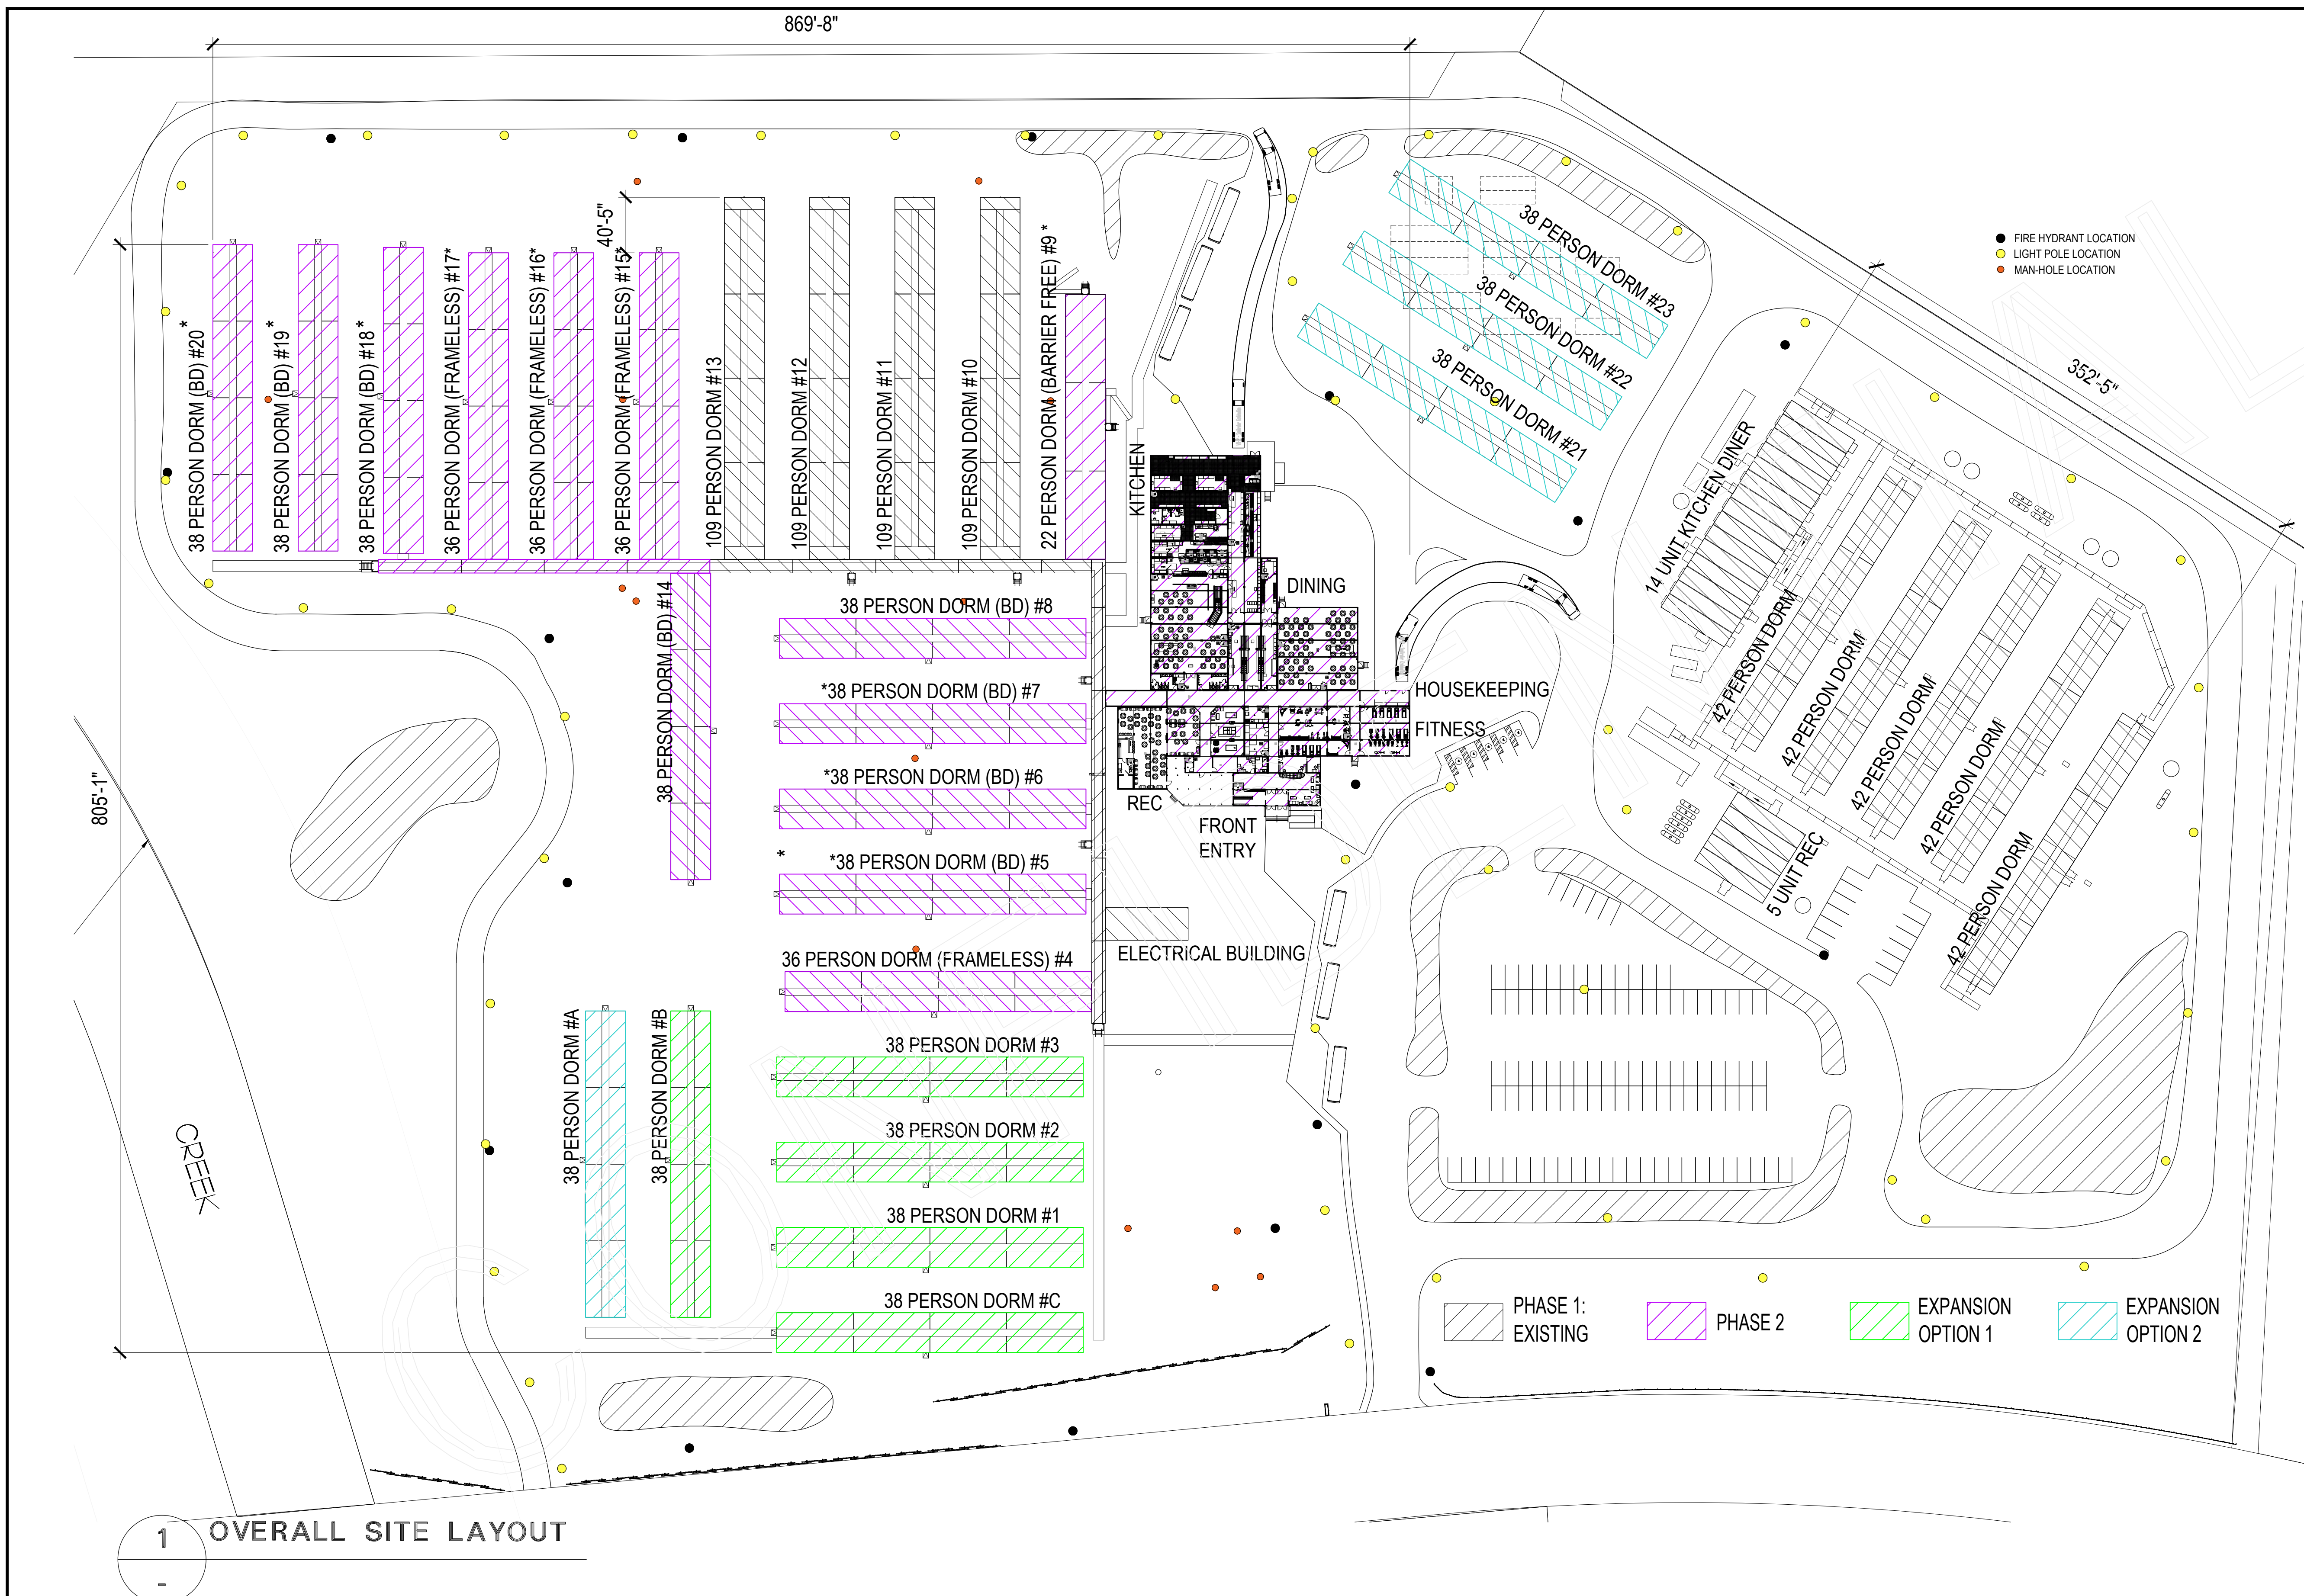 869'-8"
FIRE HYDRANT LOCATION
LIGHT POLE LOCATION
MAN-HOLE LOCATION
352'-5"
40'-5"
805'-1"
38 PERSON DORM (BD) #20 *
38 PERSON DORM (BD) #19 *
38 PERSON DORM (BD) #18 *
36 PERSON DORM (FRAMELESS) #17*
36 PERSON DORM (FRAMELESS) #16*
36 PERSON DORM (FRAMELESS) #15*
109 PERSON DORM #13
109 PERSON DORM #12
109 PERSON DORM #11
109 PERSON DORM #10
22 PERSON DORM (BARRIER FREE) #9 *
KITCHEN
38 PERSON DORM #23
38 PERSON DORM #22
38 PERSON DORM #21
14 UNIT KITCHEN DINER
42 PERSON DORM
42 PERSON DORM
42 PERSON DORM
42 PERSON DORM
42 PERSON DORM
5 UNIT REC
DINING
HOUSEKEEPING
FITNESS
REC
FRONT
ENTRY
ELECTRICAL BUILDING
38 PERSON DORM (BD) #14
38 PERSON DORM (BD) #8
*38 PERSON DORM (BD) #7
*38 PERSON DORM (BD) #6
*
*38 PERSON DORM (BD) #5
36 PERSON DORM (FRAMELESS) #4
38 PERSON DORM #A
38 PERSON DORM #B
38 PERSON DORM #3
38 PERSON DORM #2
38 PERSON DORM #1
38 PERSON DORM #C
CREEK
PHASE 1:
EXISTING
PHASE 2
EXPANSION
OPTION 1
EXPANSION
OPTION 2
1
OVERALL SITE LAYOUT
-